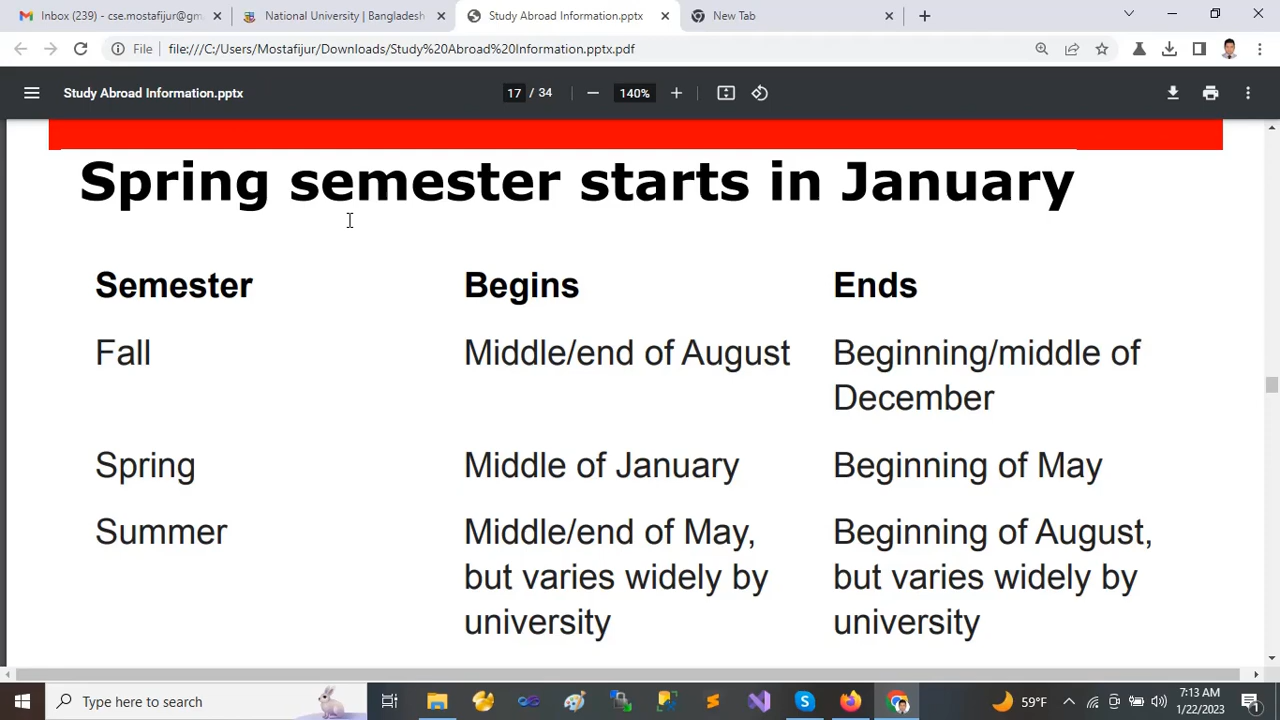 Inbox (239) - cse.mostafijur@gm
National University | Bangladesh
Study Abroad Information.pptx
New Tab
File
file:///C:/Users/Mostafijur/Downloads/Study%20Abroad%20Information.pptx.pdf
Study Abroad Information.pptx
17 / 34
140%
Spring semester starts in January
Semester Begins Ends
Fall Middle/end of August Beginning/middle of
December
Spring Middle of January Beginning of May
Summer Middle/end of May, Beginning of August,
but varies widely by but varies widely by
university university
Type here to search
59°F
7:13 AM
1/22/2023